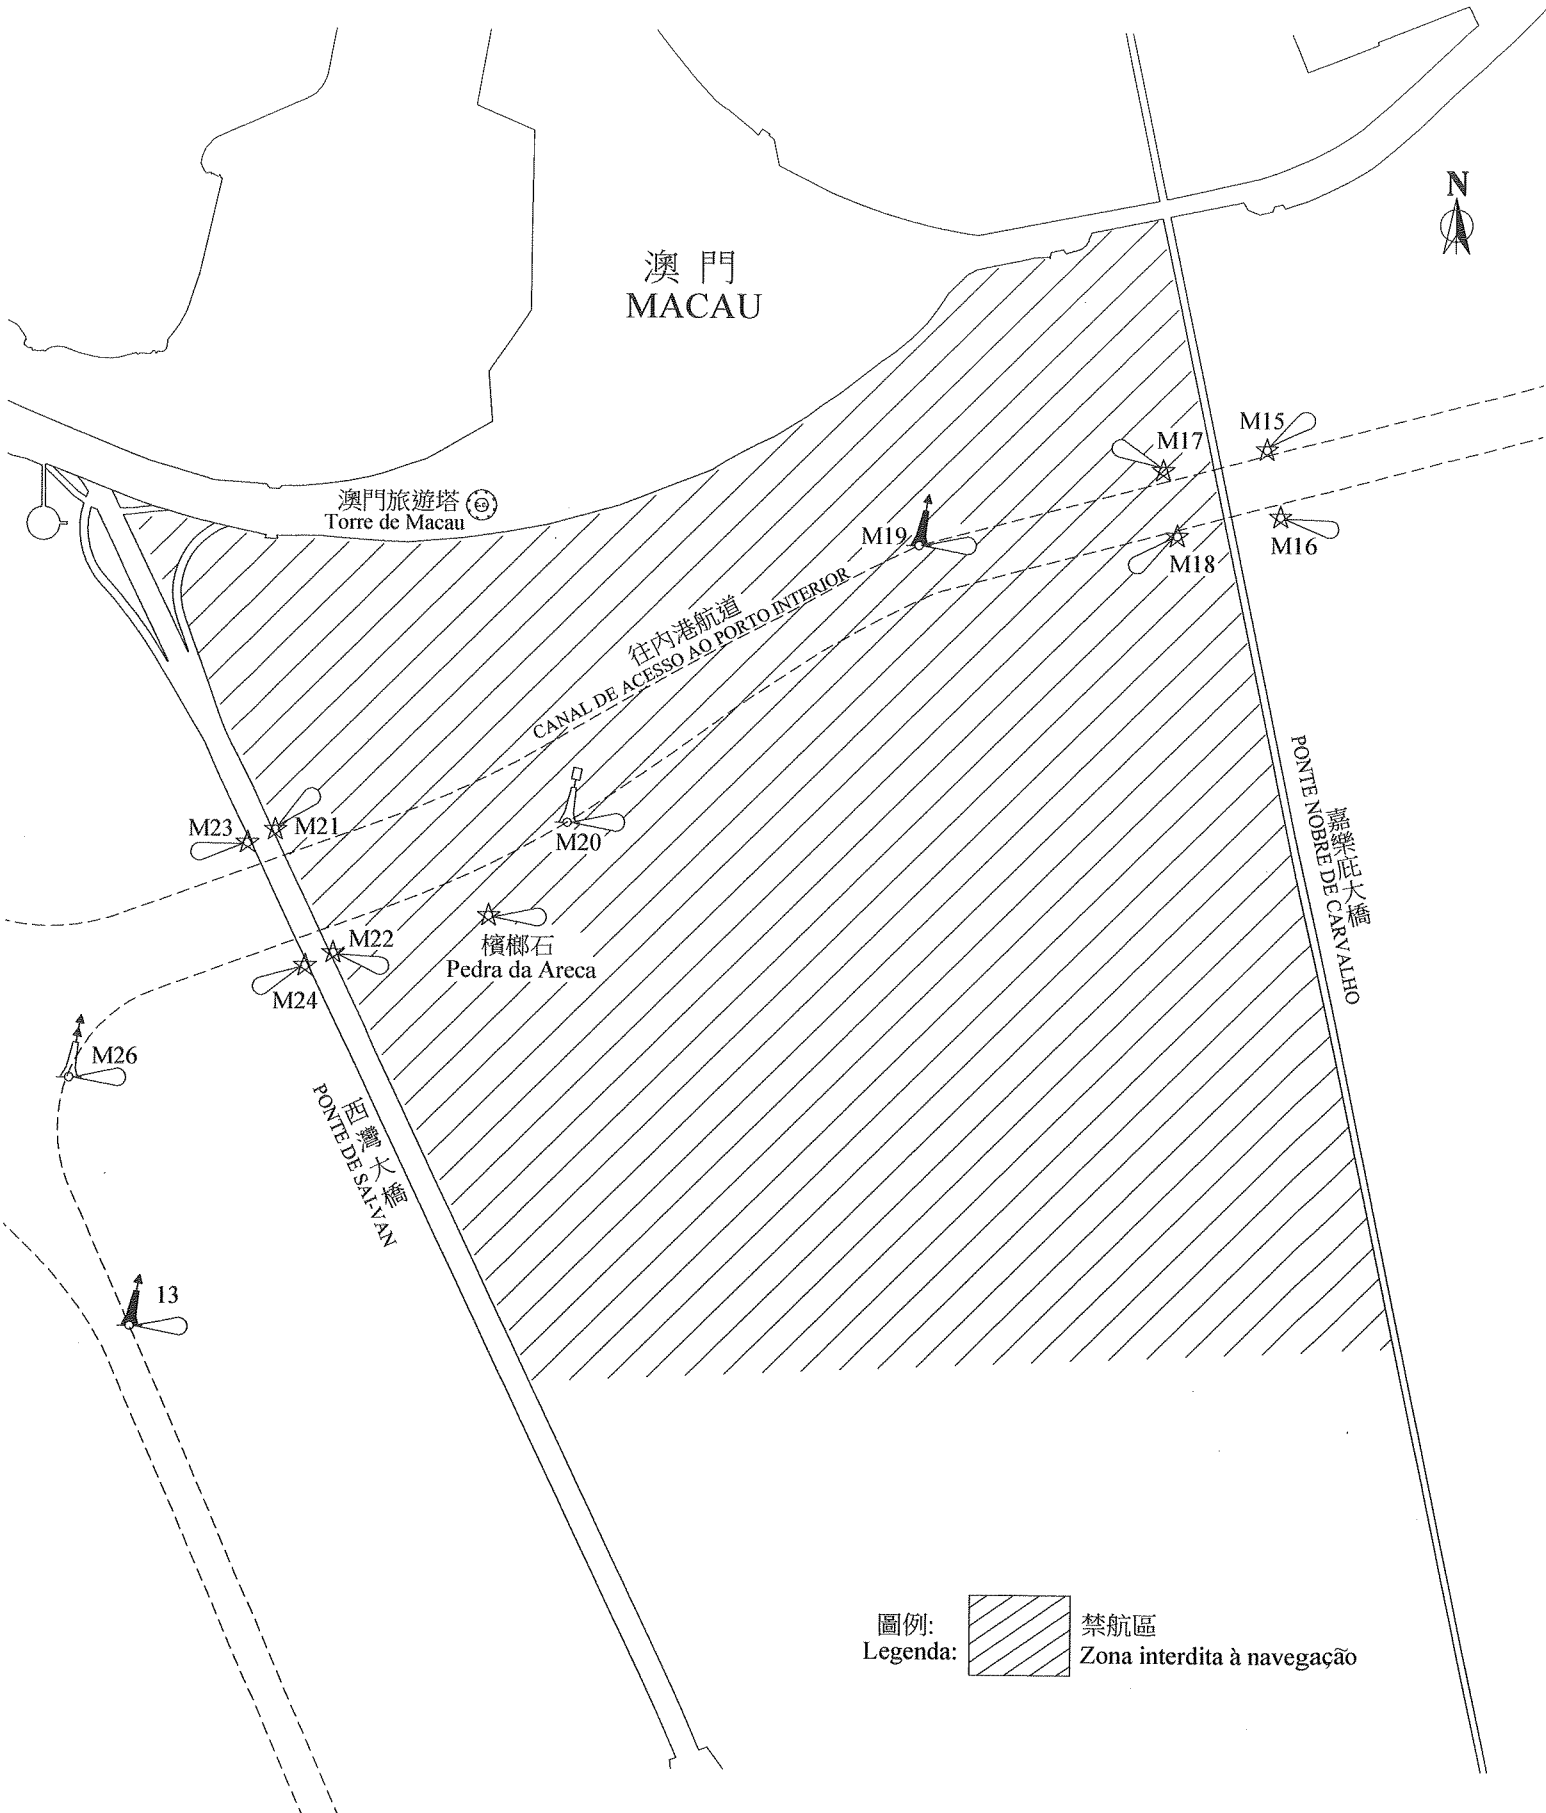 N
澳門
MACAU
M15
M17
澳門旅遊塔
Torre de Macau
M19
M16
M18
往內港航道
CANAL DE ACESSO AO PORTO INTERIOR
PONTE NOBRE DE CARVALHO
嘉樂庇大橋
M23
M21
M20
M22
檳榔石
Pedra da Areca
M24
M26
西灣大橋
PONTE DE SAI-VAN
13
圖例:
Legenda:
禁航區
Zona interdita à navegação